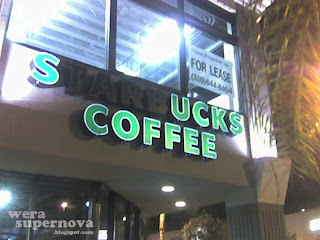 STARBUCKS
COFFEE
FOR LEASE
wera
supernova
.blogspot.com